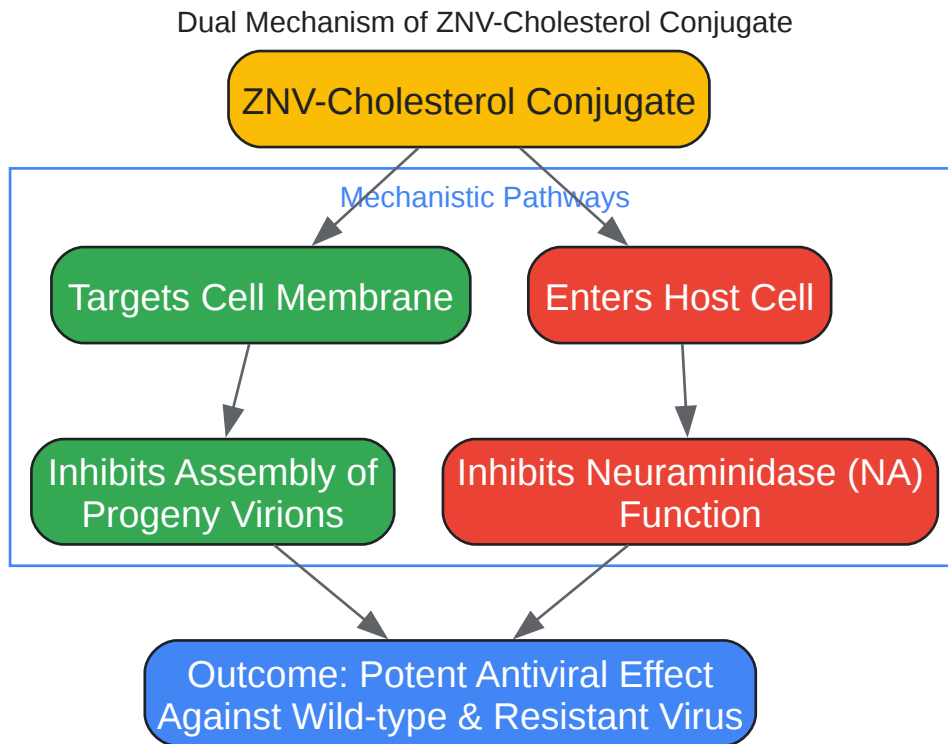 Dual Mechanism of ZNV-Cholesterol Conjugate
ZNV-Cholesterol Conjugate
Mechanistic Pathways
Targets Cell Membrane
Enters Host Cell
Inhibits Assembly of
Progeny Virions
Inhibits Neuraminidase (NA)
Function
Outcome: Potent Antiviral Effect
Against Wild-type & Resistant Virus